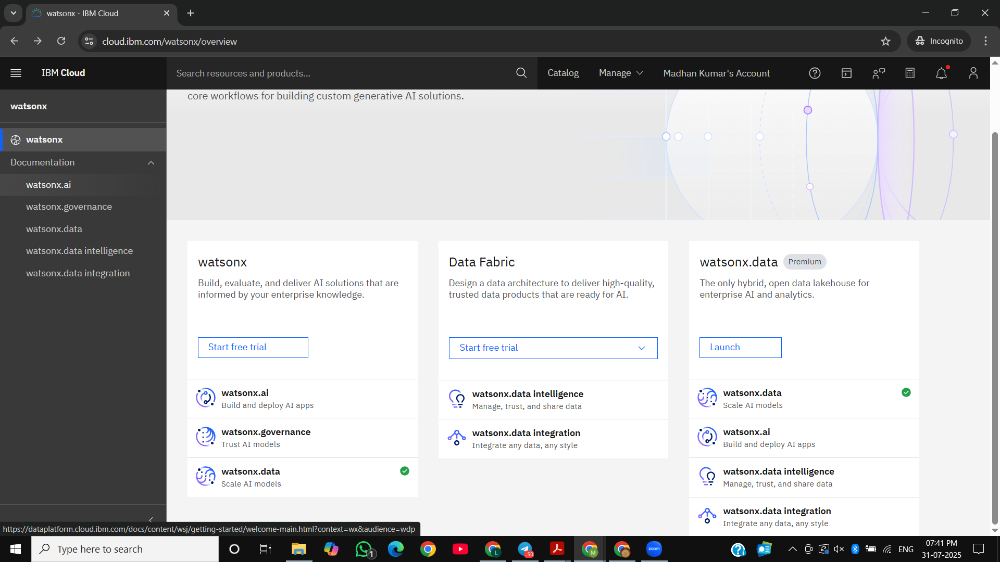 watsonx - IBM Cloud
cloud.ibm.com/watsonx/overview
Incognito
IBM Cloud
Search resources and products...
Catalog
Manage
Madhan Kumar's Account
watsonx
watsonx
Documentation
watsonx.ai
watsonx.governance
watsonx.data
watsonx.data intelligence
watsonx.data integration
core workflows for building custom generative AI solutions.
watsonx
Build, evaluate, and deliver AI solutions that are
informed by your enterprise knowledge.
Start free trial
watsonx.ai
Build and deploy AI apps
watsonx.governance
Trust AI models
watsonx.data
Scale AI models
Data Fabric
Design a data architecture to deliver high-quality,
trusted data products that are ready for AI.
Start free trial
watsonx.data intelligence
Manage, trust, and share data
watsonx.data integration
Integrate any data, any style
watsonx.data Premium
The only hybrid, open data lakehouse for
enterprise AI and analytics.
Launch
watsonx.data
Scale AI models
watsonx.ai
Build and deploy AI apps
watsonx.data intelligence
Manage, trust, and share data
watsonx.data integration
Integrate any data, any style
https://dataplatform.cloud.ibm.com/docs/content/wsj/getting-started/welcome-main.html?context=wx&audience=wdp
Type here to search
1
L
..50
M
zoom
ENG
07:41 PM
31-07-2025